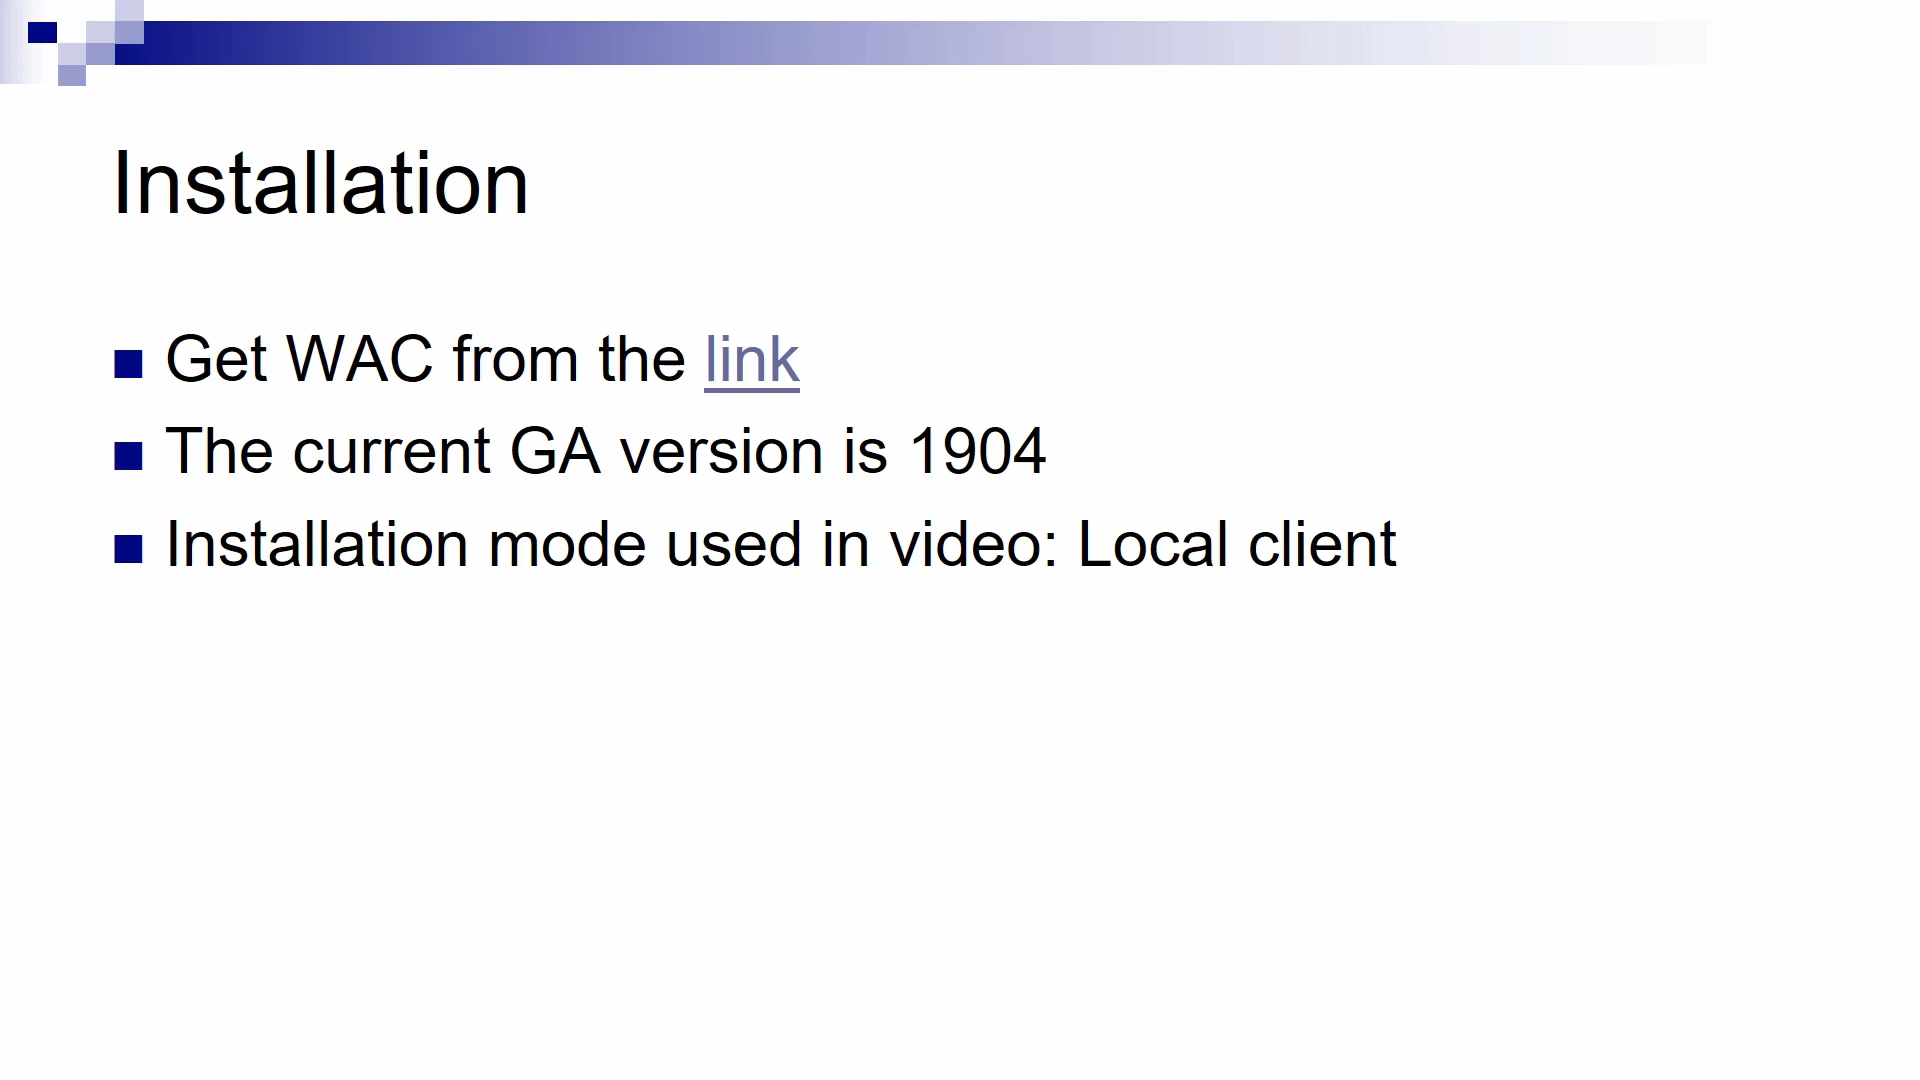 Installation
Get WAC from the link
The current GA version is 1904
Installation mode used in video: Local client